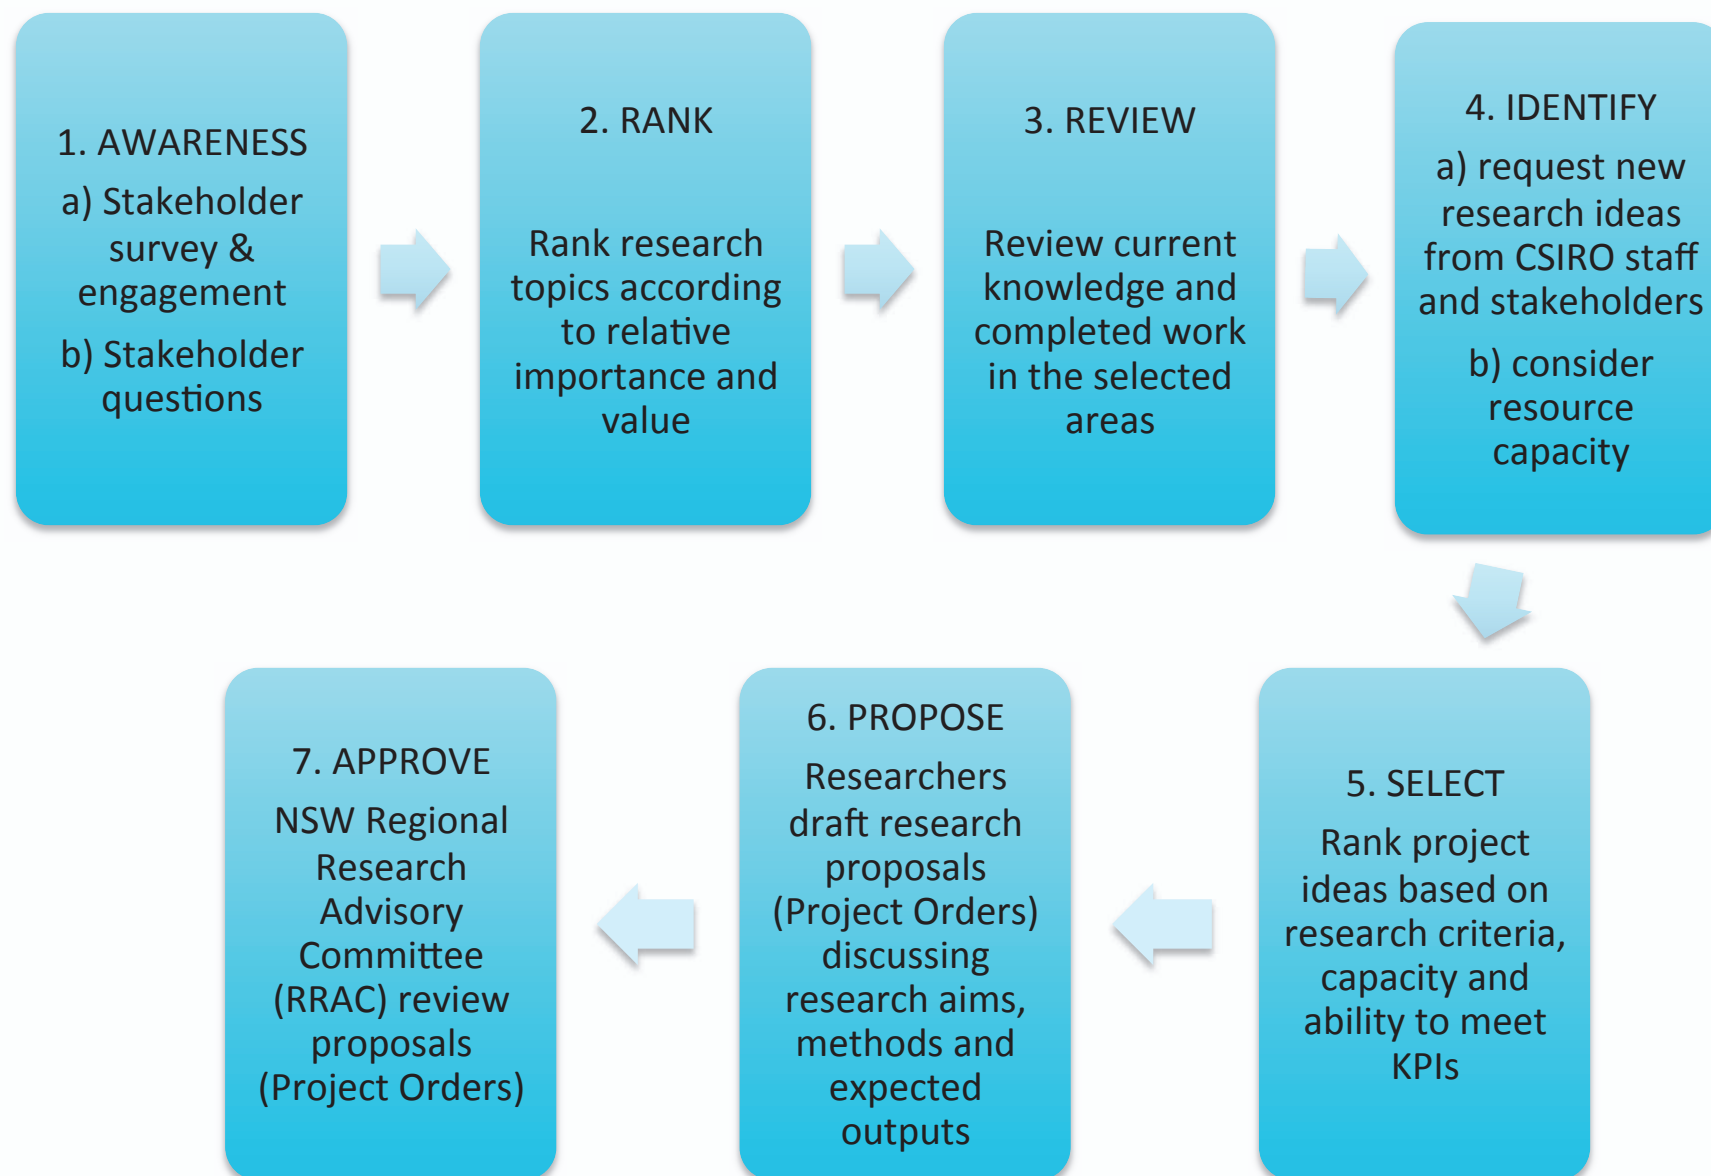 1. AWARENESS
a) Stakeholder
survey &
engagement
b) Stakeholder
questions
2. RANK
Rank research
topics according
to relative
importance and
value
3. REVIEW
Review current
knowledge and
completed work
in the selected
areas
4. IDENTIFY
a) request new
research ideas
from CSIRO staff
and stakeholders
b) consider
resource
capacity
5. SELECT
Rank project
ideas based on
research criteria,
capacity and
ability to meet
KPIs
6. PROPOSE
Researchers
draft research
proposals
(Project Orders)
discussing
research aims,
methods and
expected
outputs
7. APPROVE
NSW Regional
Research
Advisory
Committee
(RRAC) review
proposals
(Project Orders)